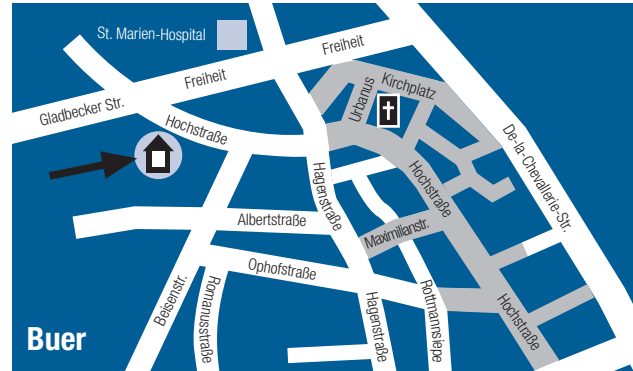 St. Marien-Hospital
Freiheit
Freiheit
Gladbecker Str.
Hochstraße
Urbanus
Kirchplatz
De-la-Chevallerie-Str.
Hagenstraße
Hochstraße
Albertstraße
Maximilianstr.
Ophofstraße
Beisenstr.
Romanusstraße
Hagenstraße
Rottmannsiepe
Hochstraße
Buer